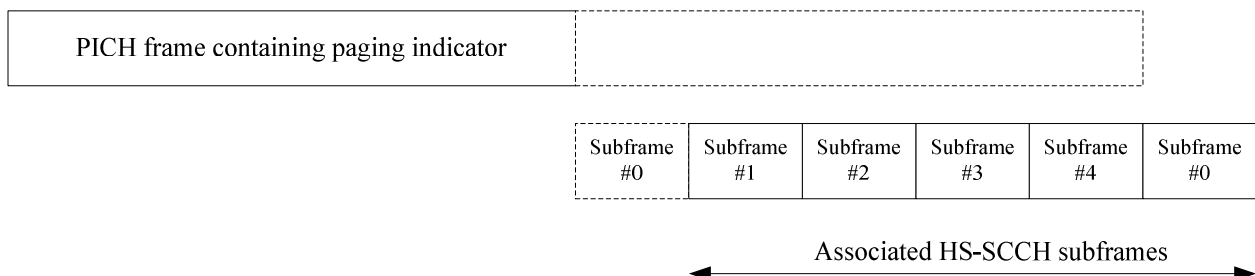 PICH frame containing paging indicator
Subframe
#0
Subframe
#1
Subframe
#2
Subframe
#3
Subframe
#4
Subframe
#0
Associated HS-SCCH subframes